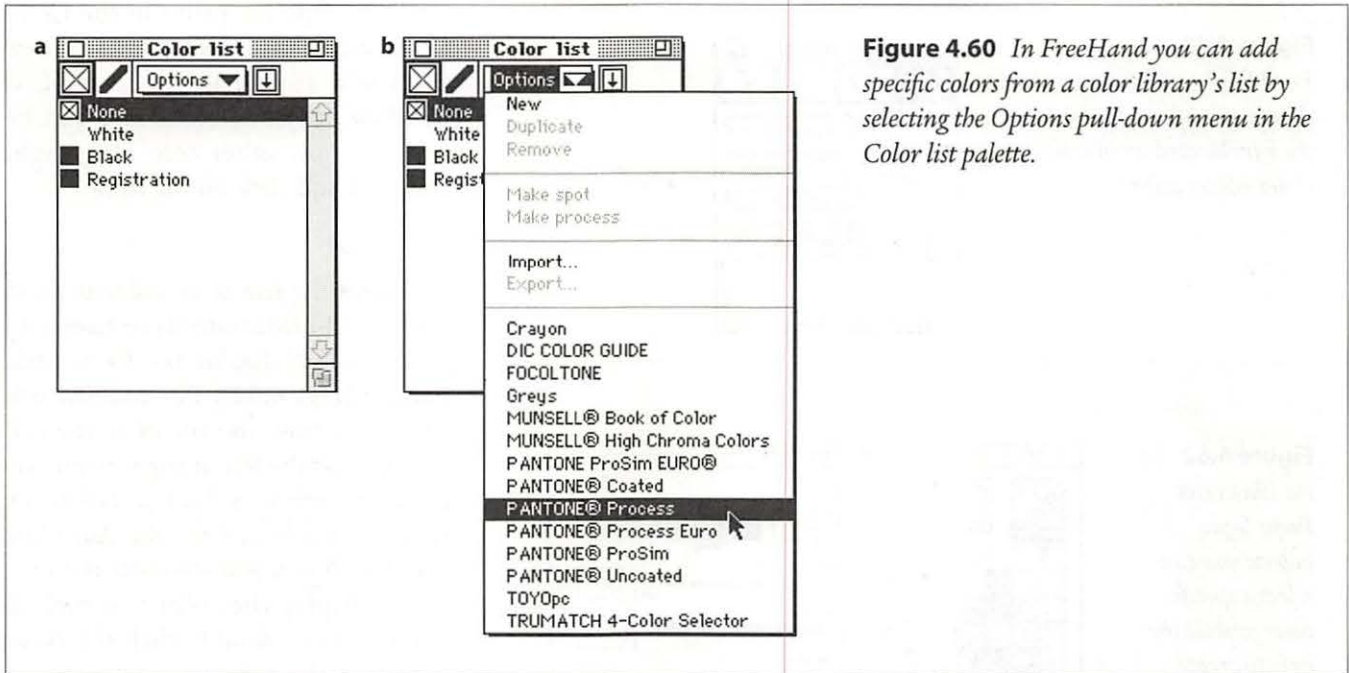 a
Color list
Options
None
White
Black
Registration
b
Color list
Options
None
White
Black
Regist
New
Duplicate
Remove
Make spot
Make process
Import...
Export...
Crayon
DIC COLOR GUIDE
FOCOLTONE
Greys
MUNSELL® Book of Color
MUNSELL® High Chroma Colors
PANTONE ProSim EURO®
PANTONE® Coated
PANTONE® Process
PANTONE® Process Euro
PANTONE® ProSim
PANTONE® Uncoated
TOYOpc
TRUMATCH 4-Color Selector
Figure 4.60 In FreeHand you can add
specific colors from a color library's list by
selecting the Options pull-down menu in the
Color list palette.